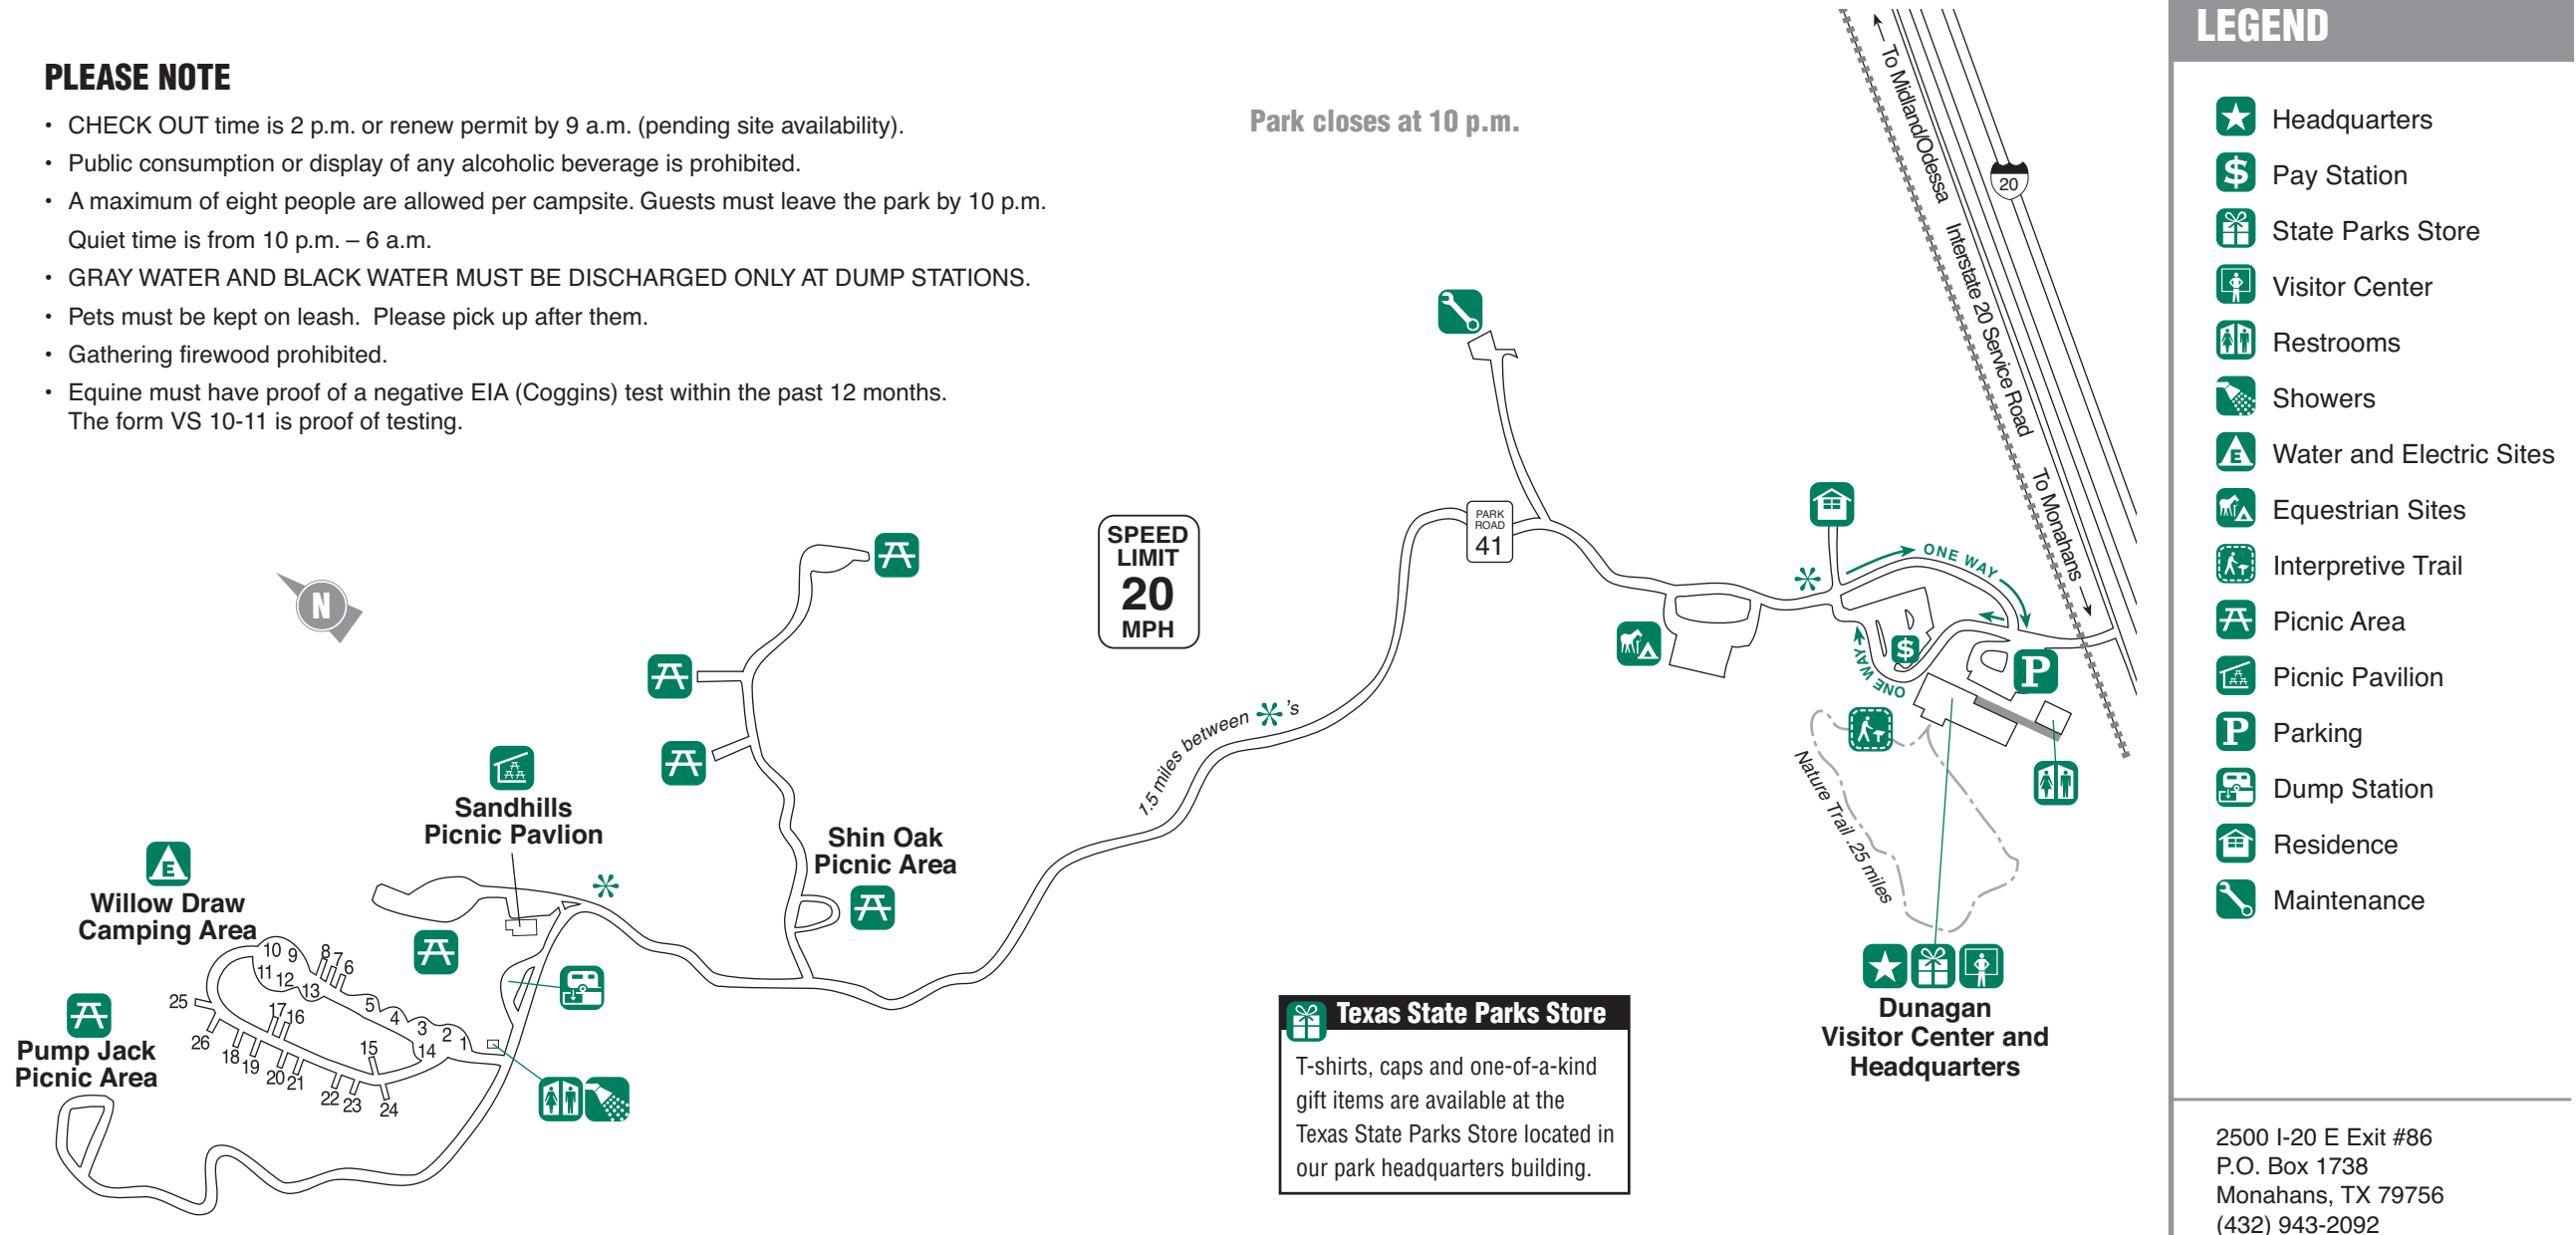 PLEASE NOTE
• CHECK OUT time is 2 p.m. or renew permit by 9 a.m. (pending site availability).
• Public consumption or display of any alcoholic beverage is prohibited.
• A maximum of eight people are allowed per campsite. Guests must leave the park by 10 p.m.
Quiet time is from 10 p.m. – 6 a.m.
• GRAY WATER AND BLACK WATER MUST BE DISCHARGED ONLY AT DUMP STATIONS.
• Pets must be kept on leash.  Please pick up after them.
• Gathering firewood prohibited.
• Equine must have proof of a negative EIA (Coggins) test within the past 12 months.
The form VS 10-11 is proof of testing.
Park closes at 10 p.m.
To Midland/Odessa
Interstate 20 Service Road
To Monahans
20
N
SPEED
LIMIT
20
MPH
PARK
ROAD
41
ONE WAY
ONE WAY
$
P
1.5 miles between *'s
Nature Trail .25 miles
Sandhills
Picnic Pavlion
Shin Oak
Picnic Area
E
Willow Draw
Camping Area
Pump Jack
Picnic Area
10
9
8
7
6
11
12
13
5
4
3
2
1
14
25
26
17
16
18
19
20
21
15
22
23
24
Dunagan
Visitor Center and
Headquarters
Texas State Parks Store
T-shirts, caps and one-of-a-kind
gift items are available at the
Texas State Parks Store located in
our park headquarters building.
LEGEND
Headquarters
$ Pay Station
State Parks Store
Visitor Center
Restrooms
Showers
E Water and Electric Sites
Equestrian Sites
Interpretive Trail
Picnic Area
Picnic Pavilion
P Parking
Dump Station
Residence
Maintenance
2500 I-20 E Exit #86
P.O. Box 1738
Monahans, TX 79756
(432) 943-2092